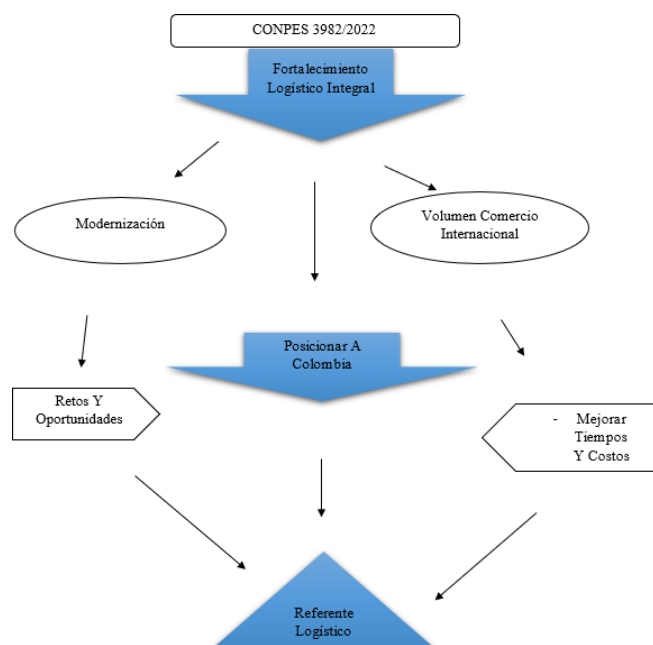 CONPES 3982/2022
Fortalecimiento
Logístico Integral
Modernización
Volumen Comercio
Internacional
Posicionar A
Colombia
Retos Y
Oportunidades
- Mejorar
Tiempos
Y Costos
Referente
Logístico